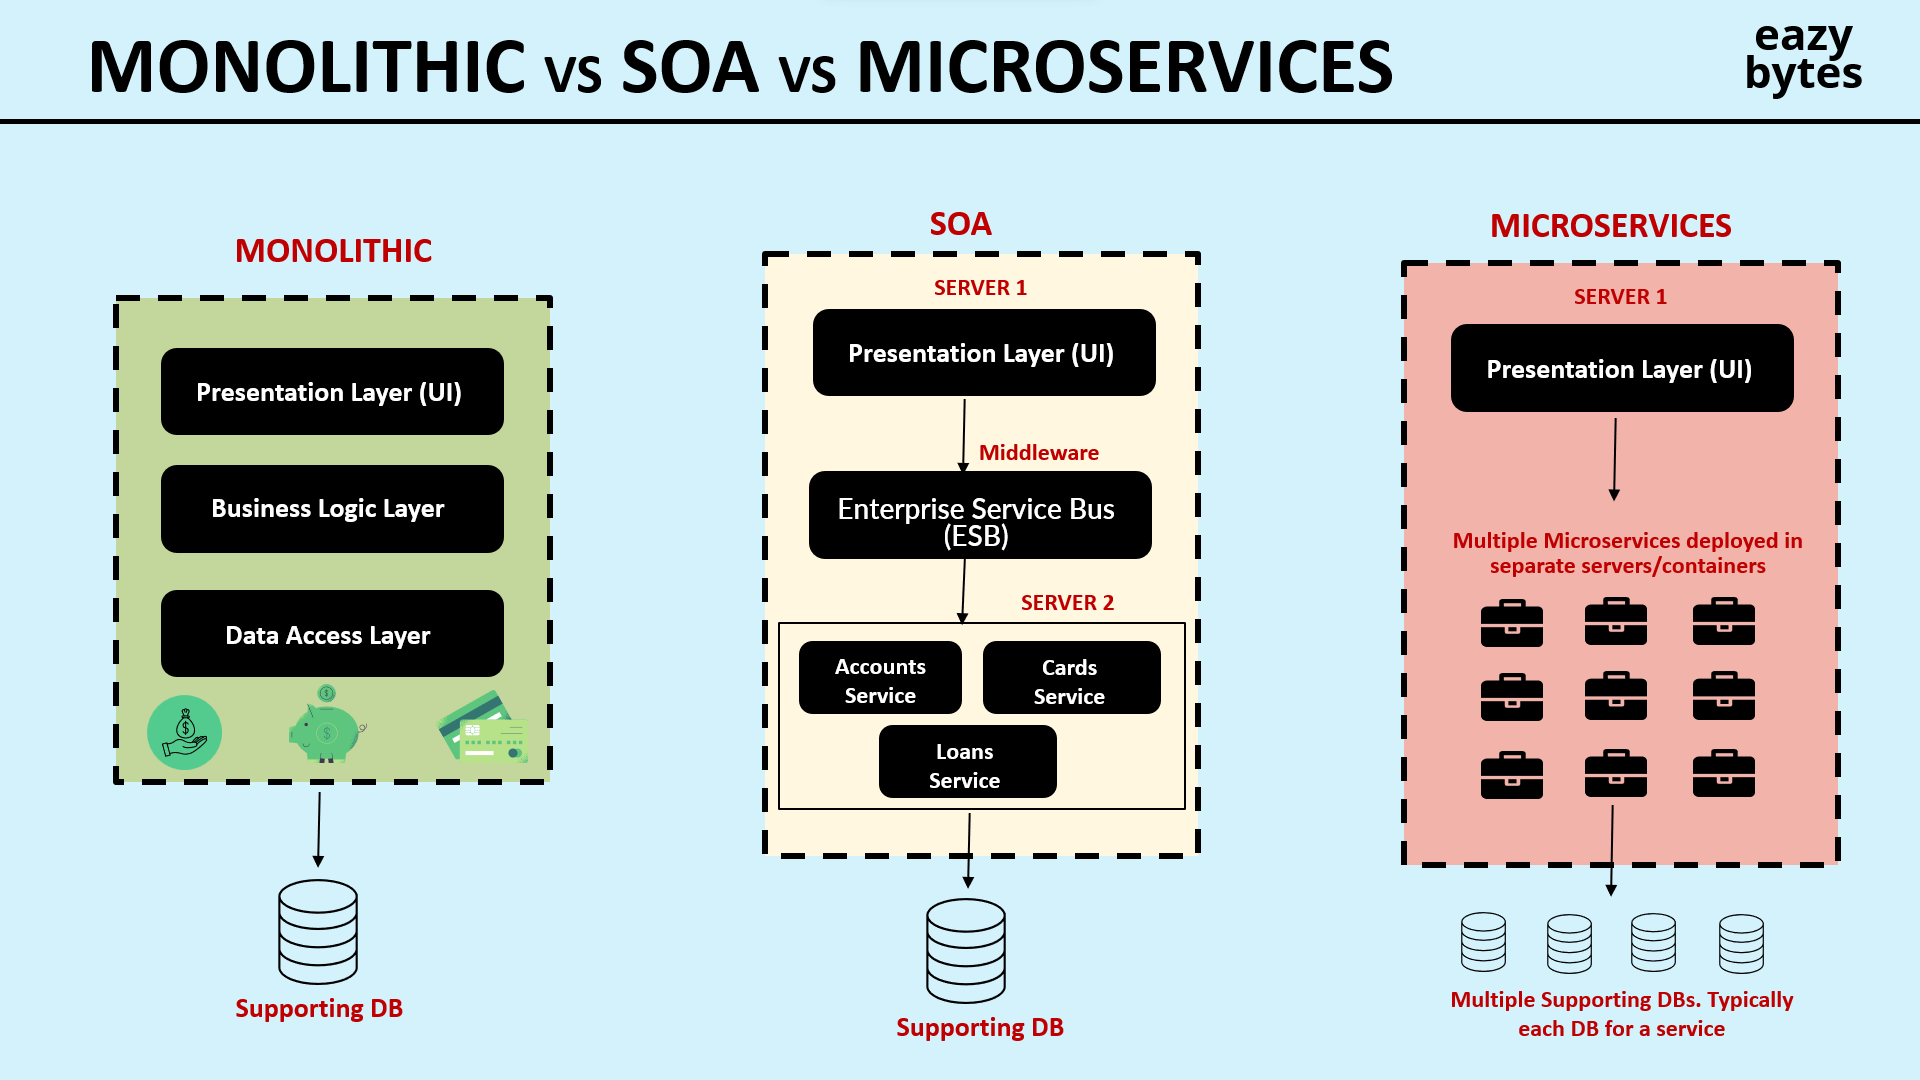 MONOLITHIC VS SOA VS MICROSERVICES
eazy
bytes
MONOLITHIC
Presentation Layer (UI)
Business Logic Layer
Data Access Layer
Supporting DB
SOA
SERVER 1
Presentation Layer (UI)
Middleware
Enterprise Service Bus
(ESB)
SERVER 2
Accounts
Service
Cards
Service
Loans
Service
Supporting DB
MICROSERVICES
SERVER 1
Presentation Layer (UI)
Multiple Microservices deployed in
separate servers/containers
Multiple Supporting DBs. Typically
each DB for a service